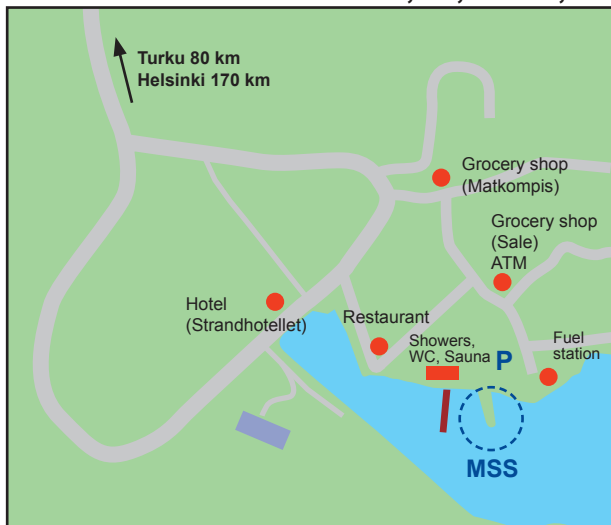 Turku 80 km
Helsinki 170 km
Grocery shop
(Matkompis)
Grocery shop
(Sale)
ATM
Hotel
(Strandhotellet)
Restaurant
Showers,
WC, Sauna
P
Fuel
station
MSS